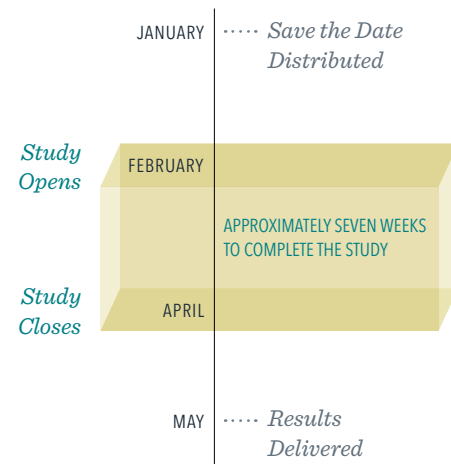 JANUARY
Save the Date
Distributed
Study
Opens
FEBRUARY
APPROXIMATELY SEVEN WEEKS
TO COMPLETE THE STUDY
Study
Closes
APRIL
MAY
Results
Delivered